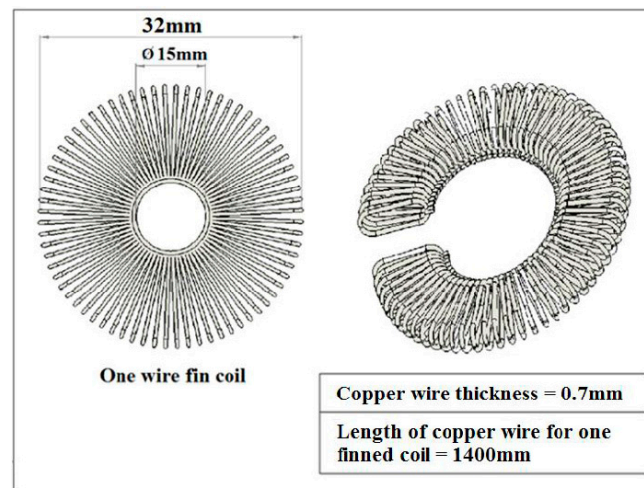 32mm
Ø 15mm
One wire fin coil
Copper wire thickness = 0.7mm
Length of copper wire for one
finned coil = 1400mm